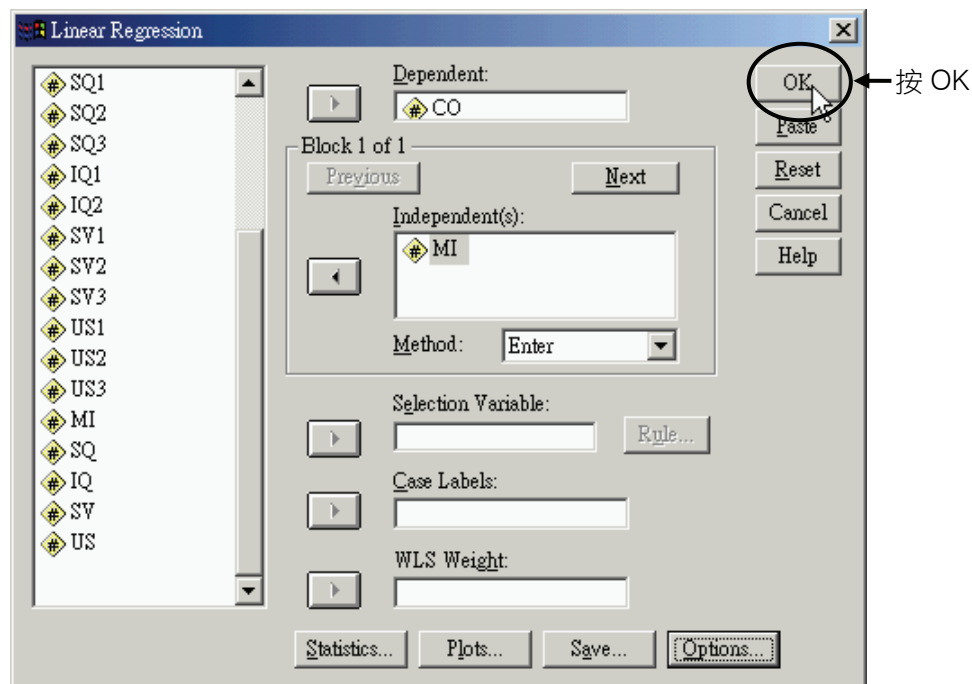 Linear Regression
SQ1
SQ2
SQ3
IQ1
IQ2
SV1
SV2
SV3
US1
US2
US3
MI
SQ
IQ
SV
US
Dependent:
CO
Block 1 of 1
Previous
Next
Independent(s):
MI
Method:
Enter
Selection Variable:
Rule...
Case Labels:
WLS Weight:
Statistics...
Plots...
Save...
Options...
OK
Paste
Reset
Cancel
Help
按 OK